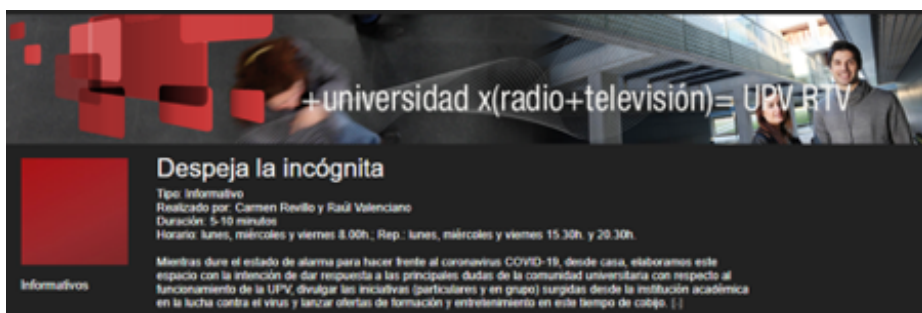 +universidad x(radio+televisión)= UPV RTV
Despeja la incógnita
Tipo: Informativo
Realizado por: Carmen Revillo y Raúl Valenciano
Duración: 5-10 minutos
Horario: lunes, miércoles y viernes 8.00h.; Rep.: lunes, miércoles y viernes 15.30h. y 20.30h.
Mientras dure el estado de alarma para hacer frente al coronavirus COVID-19, desde casa, elaboramos este
espacio con la intención de dar respuesta a las principales dudas de la comunidad universitaria con respecto al
funcionamiento de la UPV, divulgar las iniciativas (particulares y en grupo) surgidas desde la institución académica
en la lucha contra el virus y lanzar ofertas de formación y entretenimiento en este tiempo de cobijo. [-]
Informativos